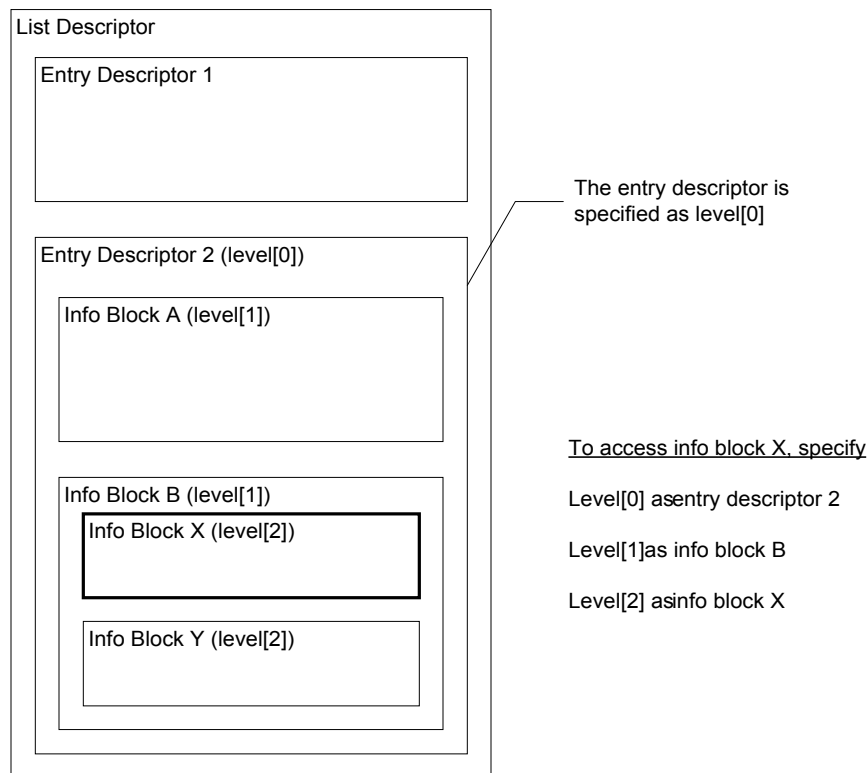 List Descriptor
Entry Descriptor 1
The entry descriptor is
specified as level[0]
Entry Descriptor 2 (level[0])
Info Block A (level[1])
To access info block X, specify
Info Block B (level[1])
Level[0] asentry descriptor 2
Info Block X (level[2])
Level[1]as info block B
Level[2] asinfo block X
Info Block Y (level[2])